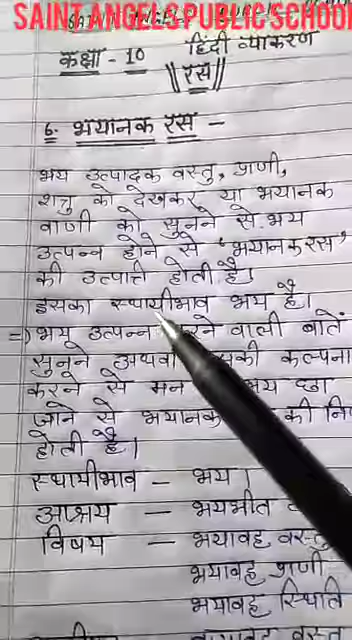 SAINT ANGELS PUBLIC SCHOOL
कक्षा - 10 हिंदी व्याकरण
॥ रस ॥
6. भयानक रस –
भय उत्पादक वस्तु, प्राणी,
शत्रु को देखकर या भयानक
वाणी को सुनने से भय
उत्पन्न होने से 'भयानक रस'
की उत्पत्ति होती है।
इसका स्थायीभाव भय है।
=> भय उत्पन्न करने वाली बातें
सुनने अथवा कल्पना
करने से मन भय छा
जाने से भयानक की
होती है।
स्थायीभाव – भय।
आश्रय – भयभीत
विषय – भयावह वस्तु
भयावह प्राणी
भयावह स्थिति